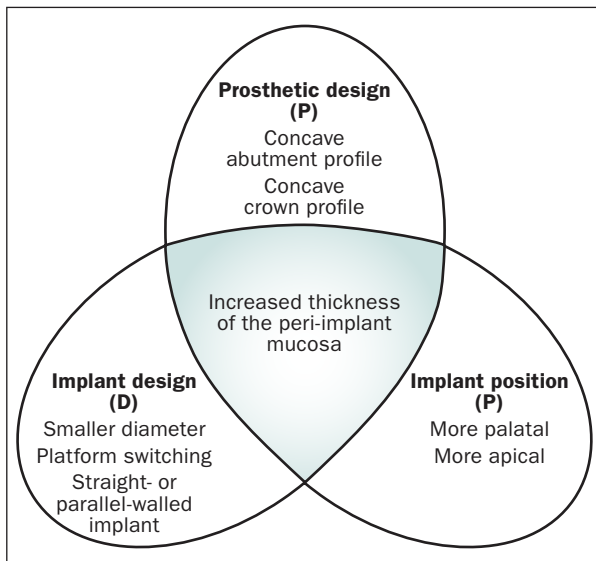 Prosthetic design
(P)
Concave
abutment profile
Concave
crown profile
Increased thickness
of the peri-implant
mucosa
Implant design
(D)
Smaller diameter
Platform switching
Straight- or
parallel-walled
implant
Implant position
(P)
More palatal
More apical